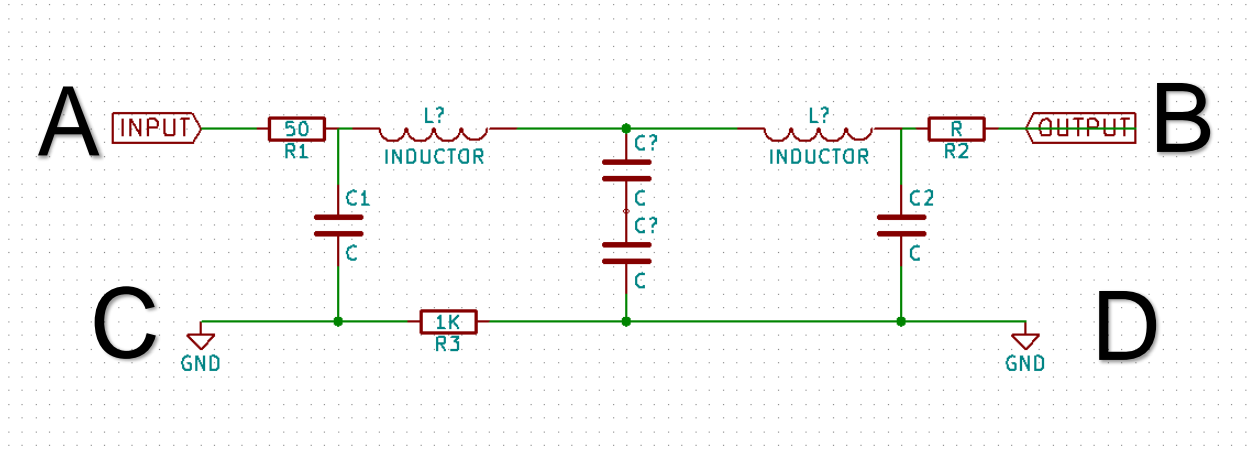 A
INPUT
50
R1
L?
INDUCTOR
C?
C
C?
C
L?
INDUCTOR
R
R2
OUTPUT
B
C1
C
C2
C
C
GND
1K
R3
GND
D